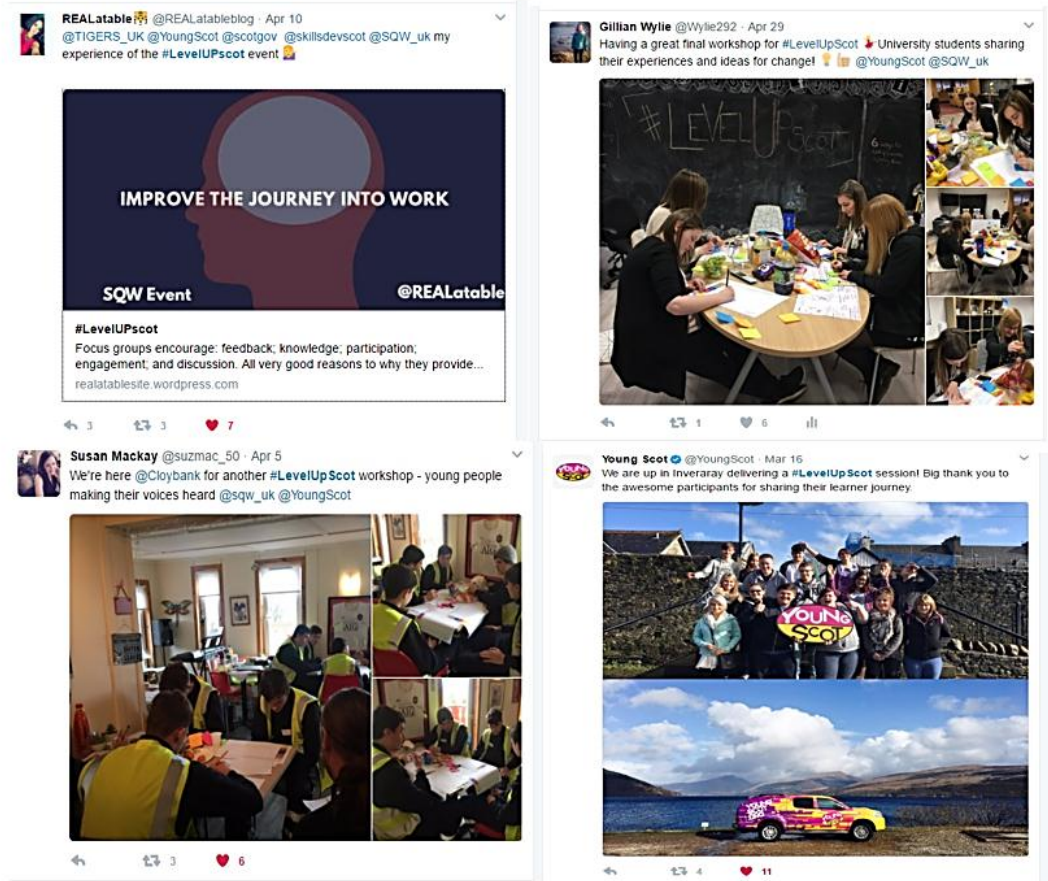 REALatable @REALatableblog · Apr 10
@TIGERS_UK @YoungScot @scotgov @skillsdevscot @SQW_uk my
experience of the #LevelUPscot event
IMPROVE THE JOURNEY INTO WORK
SQW Event
@REALatable
#LevelUPscot
Focus groups encourage: feedback; knowledge; participation;
engagement; and discussion. All very good reasons to why they provide...
realatablesite.wordpress.com
3 3 7
Gillian Wylie @Wylie292 · Apr 29
Having a great final workshop for #LevelUpScot University students sharing
their experiences and ideas for change! @YoungScot @SQW_uk
#LEVELUPScot
1 6
Susan Mackay @suzmac_50 · Apr 5
We're here @Cloybank for another #LevelUpScot workshop - young people
making their voices heard @sqw_uk @YoungScot
3 6
Young Scot @YoungScot · Mar 16
We are up in Inveraray delivering a #LevelUpScot session! Big thank you to
the awesome participants for sharing their learner journey.
YOUNG
SCOT
4 11